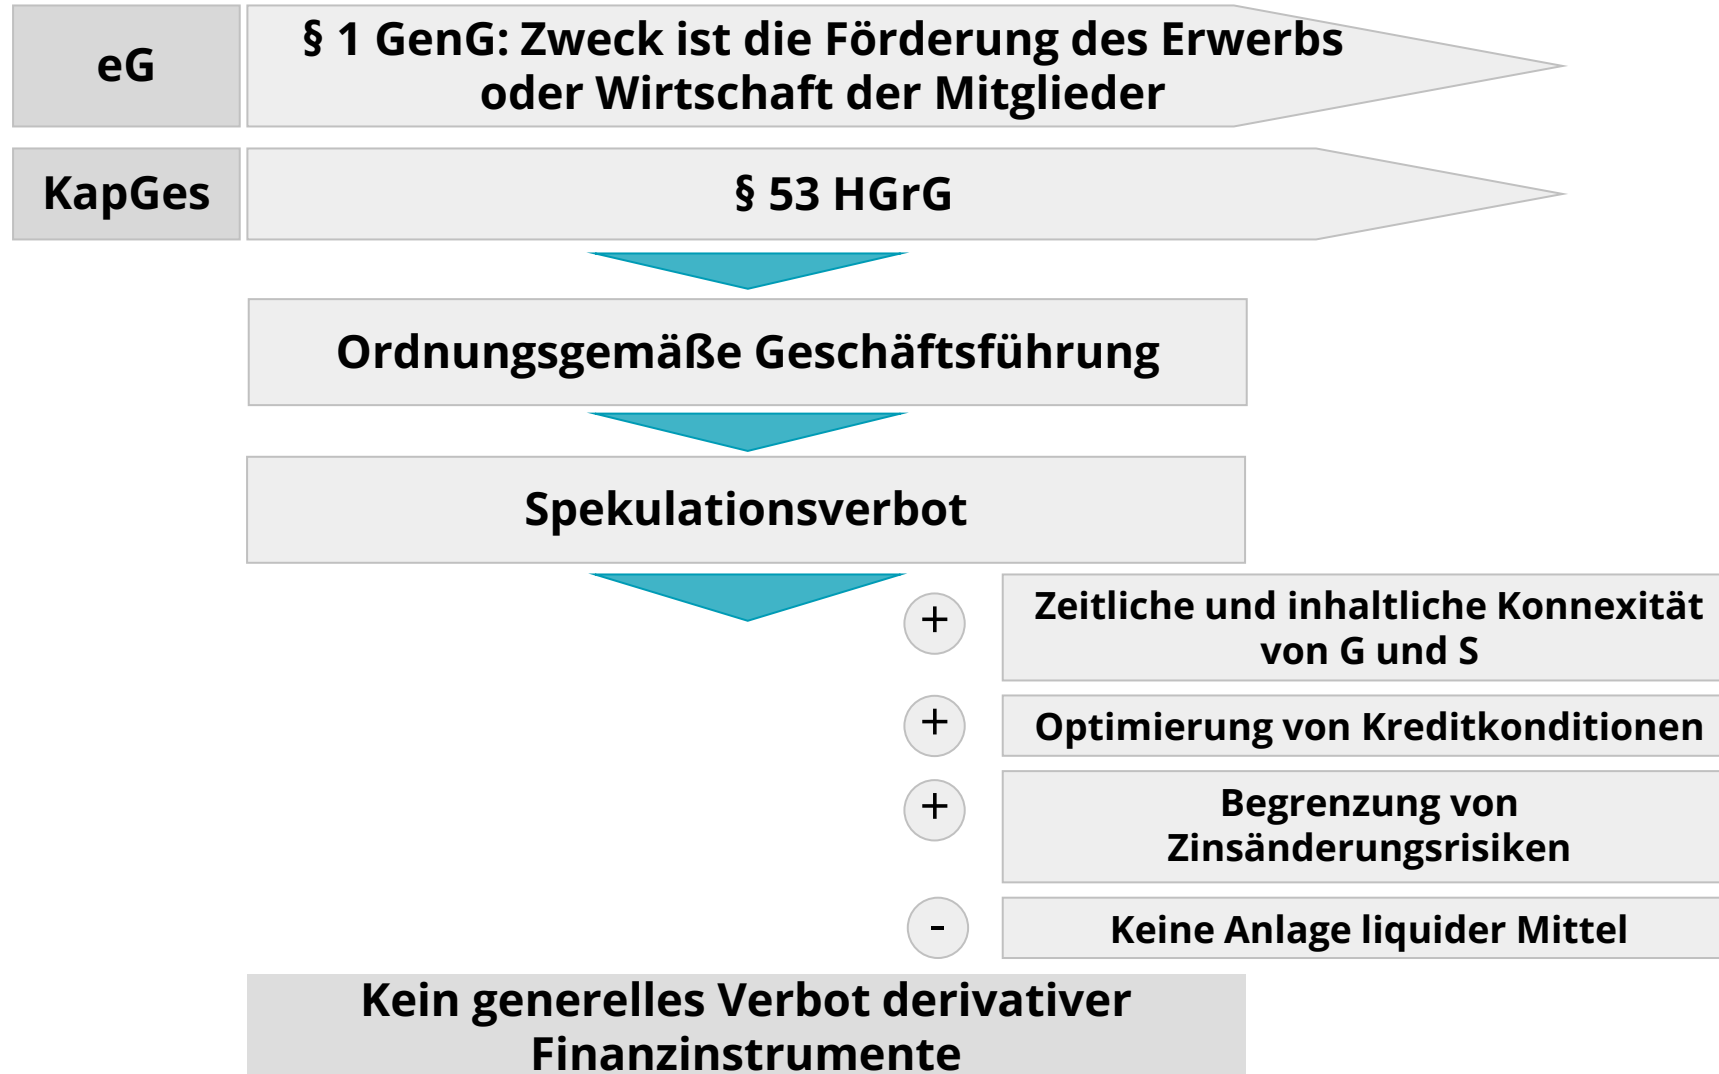 eG
§ 1 GenG: Zweck ist die Förderung des Erwerbs
oder Wirtschaft der Mitglieder
KapGes
§ 53 HGrG
Ordnungsgemäße Geschäftsführung
Spekulationsverbot
+
Zeitliche und inhaltliche Konnexität
von G und S
+
Optimierung von Kreditkonditionen
+
Begrenzung von
Zinsänderungsrisiken
-
Keine Anlage liquider Mittel
Kein generelles Verbot derivativer
Finanzinstrumente